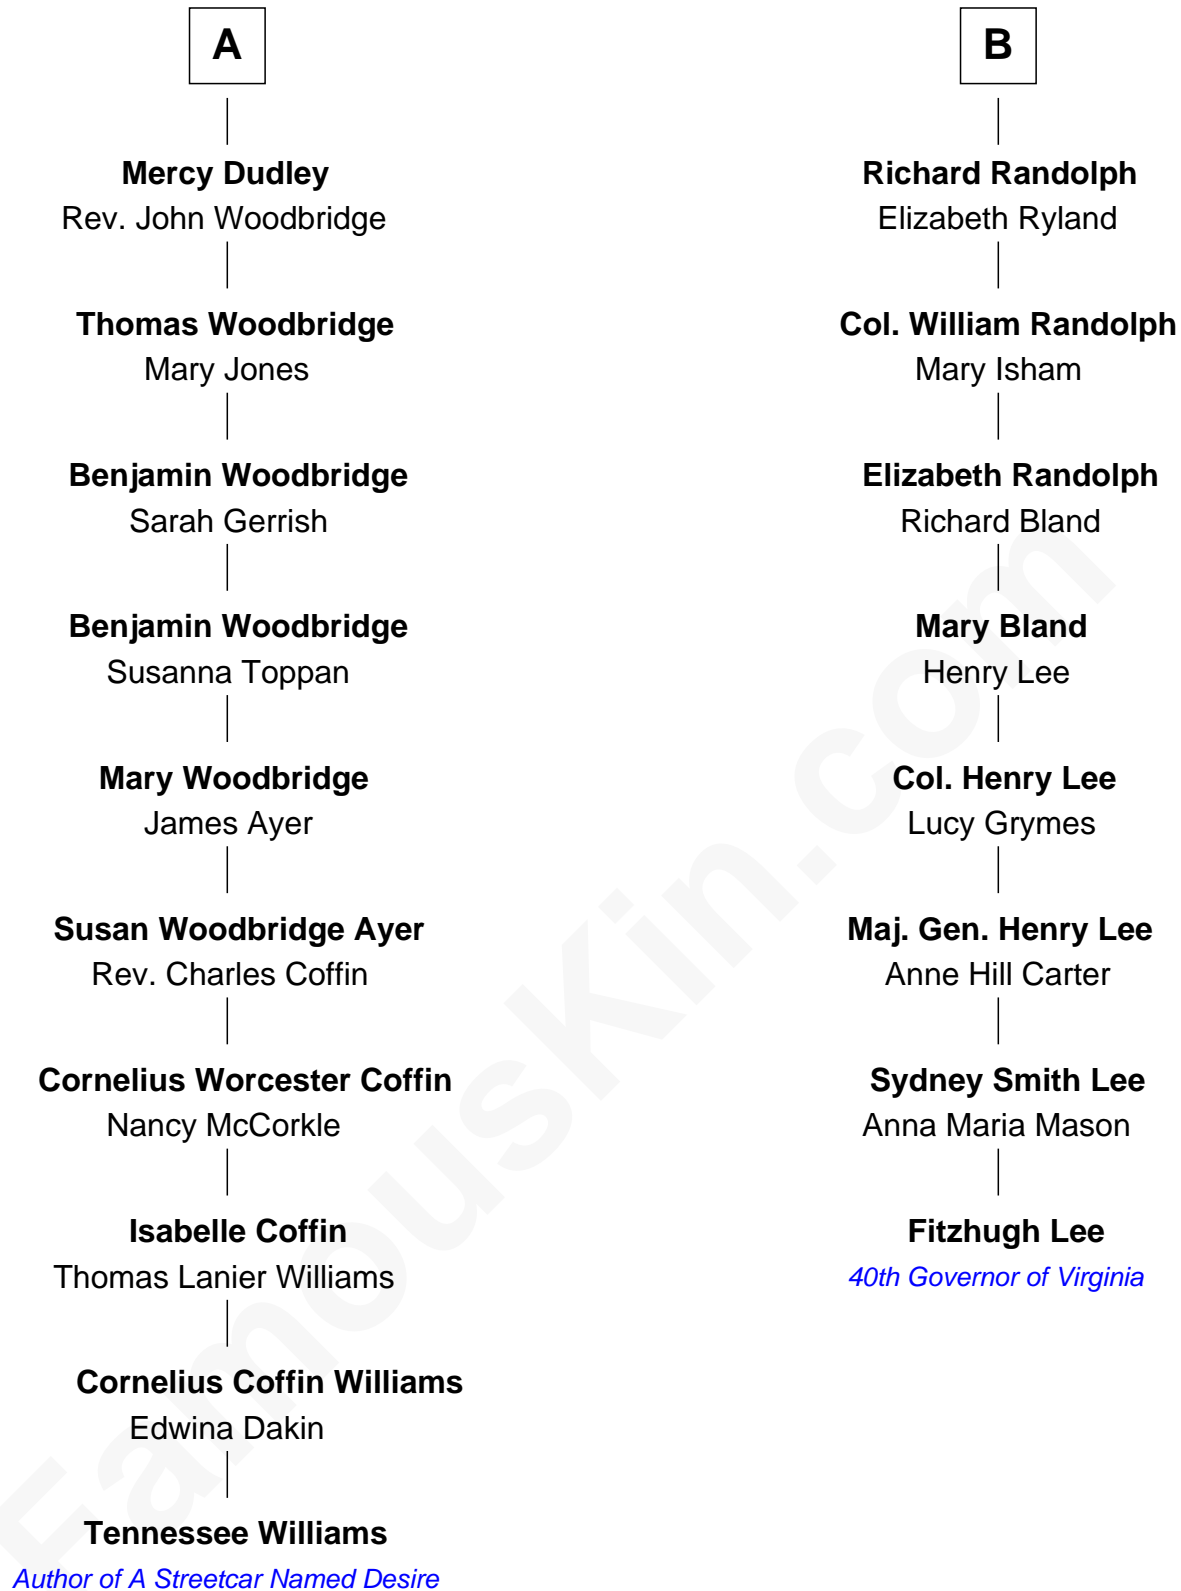 A
Mercy Dudley
Rev. John Woodbridge
Thomas Woodbridge
Mary Jones
Benjamin Woodbridge
Sarah Gerrish
Benjamin Woodbridge
Susanna Toppan
Mary Woodbridge
James Ayer
Susan Woodbridge Ayer
Rev. Charles Coffin
Cornelius Worcester Coffin
Nancy McCorkle
Isabelle Coffin
Thomas Lanier Williams
Cornelius Coffin Williams
Edwina Dakin
Tennessee Williams
Author of A Streetcar Named Desire
B
Richard Randolph
Elizabeth Ryland
Col. William Randolph
Mary Isham
Elizabeth Randolph
Richard Bland
Mary Bland
Henry Lee
Col. Henry Lee
Lucy Grymes
Maj. Gen. Henry Lee
Anne Hill Carter
Sydney Smith Lee
Anna Maria Mason
Fitzhugh Lee
40th Governor of Virginia
FamousKin.com